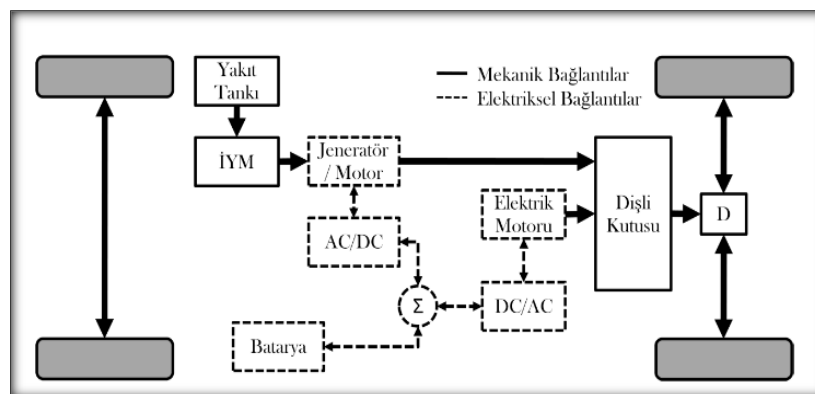 Yakıt
Tankı
Mekanik Bağlantılar
Elektriksel Bağlantılar
İYM
Jeneratör
/ Motor
Elektrik
Motoru
Dişli
Kutusu
D
AC/DC
Σ
DC/AC
Batarya